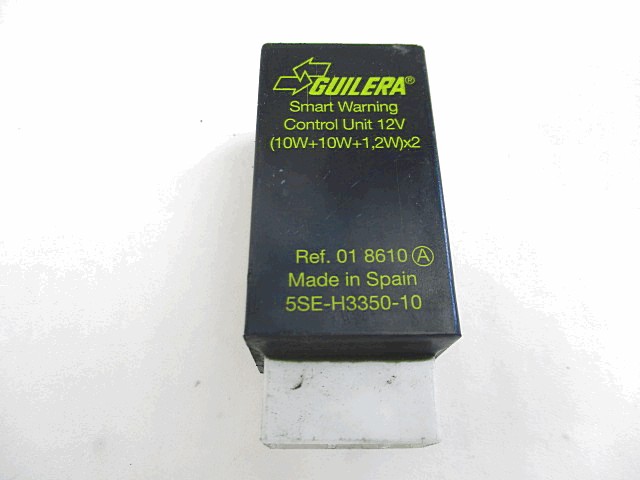 GUILERA®
Smart Warning
Control Unit 12V
(10W+10W+1,2W)x2
Ref. 01 8610 Ⓐ
Made in Spain
5SE-H3350-10